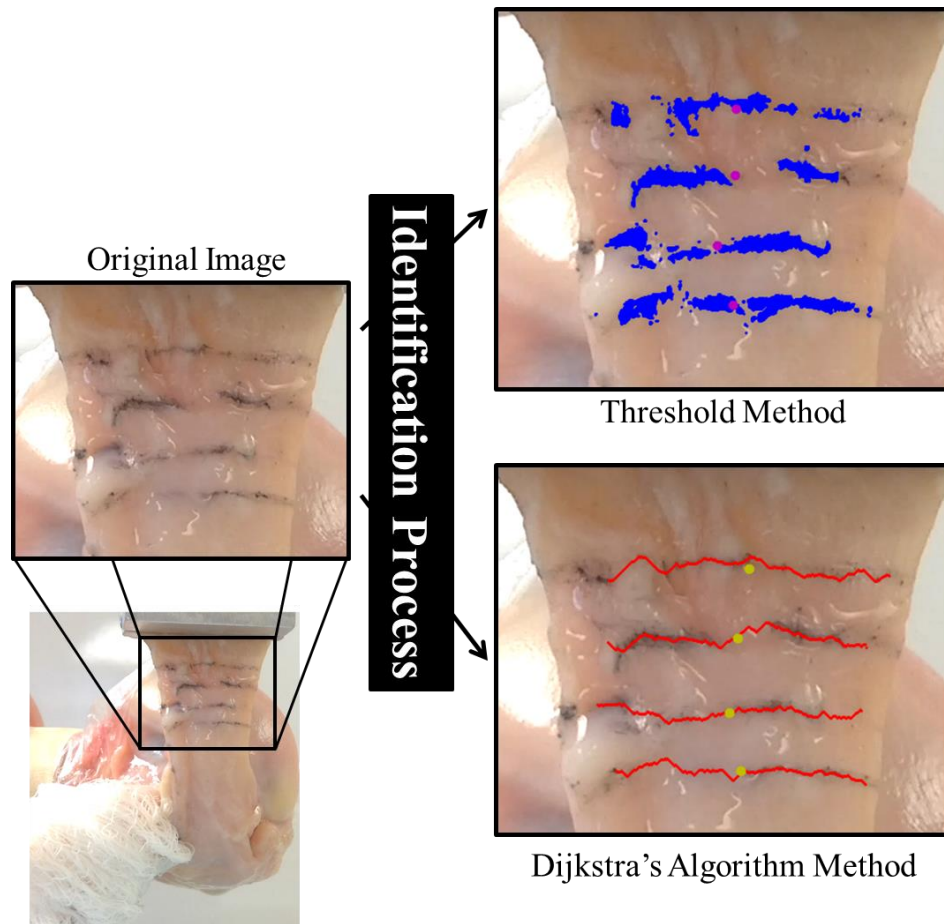 Original Image
Identification Process
Threshold Method
Dijkstra's Algorithm Method